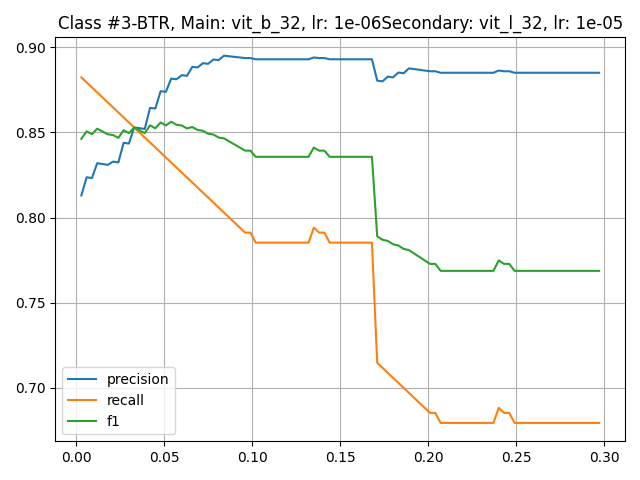 Class #3-BTR, Main: vit_b_32, lr: 1e-06Secondary: vit_l_32, lr: 1e-05
0.90
0.85
0.80
0.75
0.70
precision
recall
f1
0.00 0.05 0.10 0.15 0.20 0.25 0.30